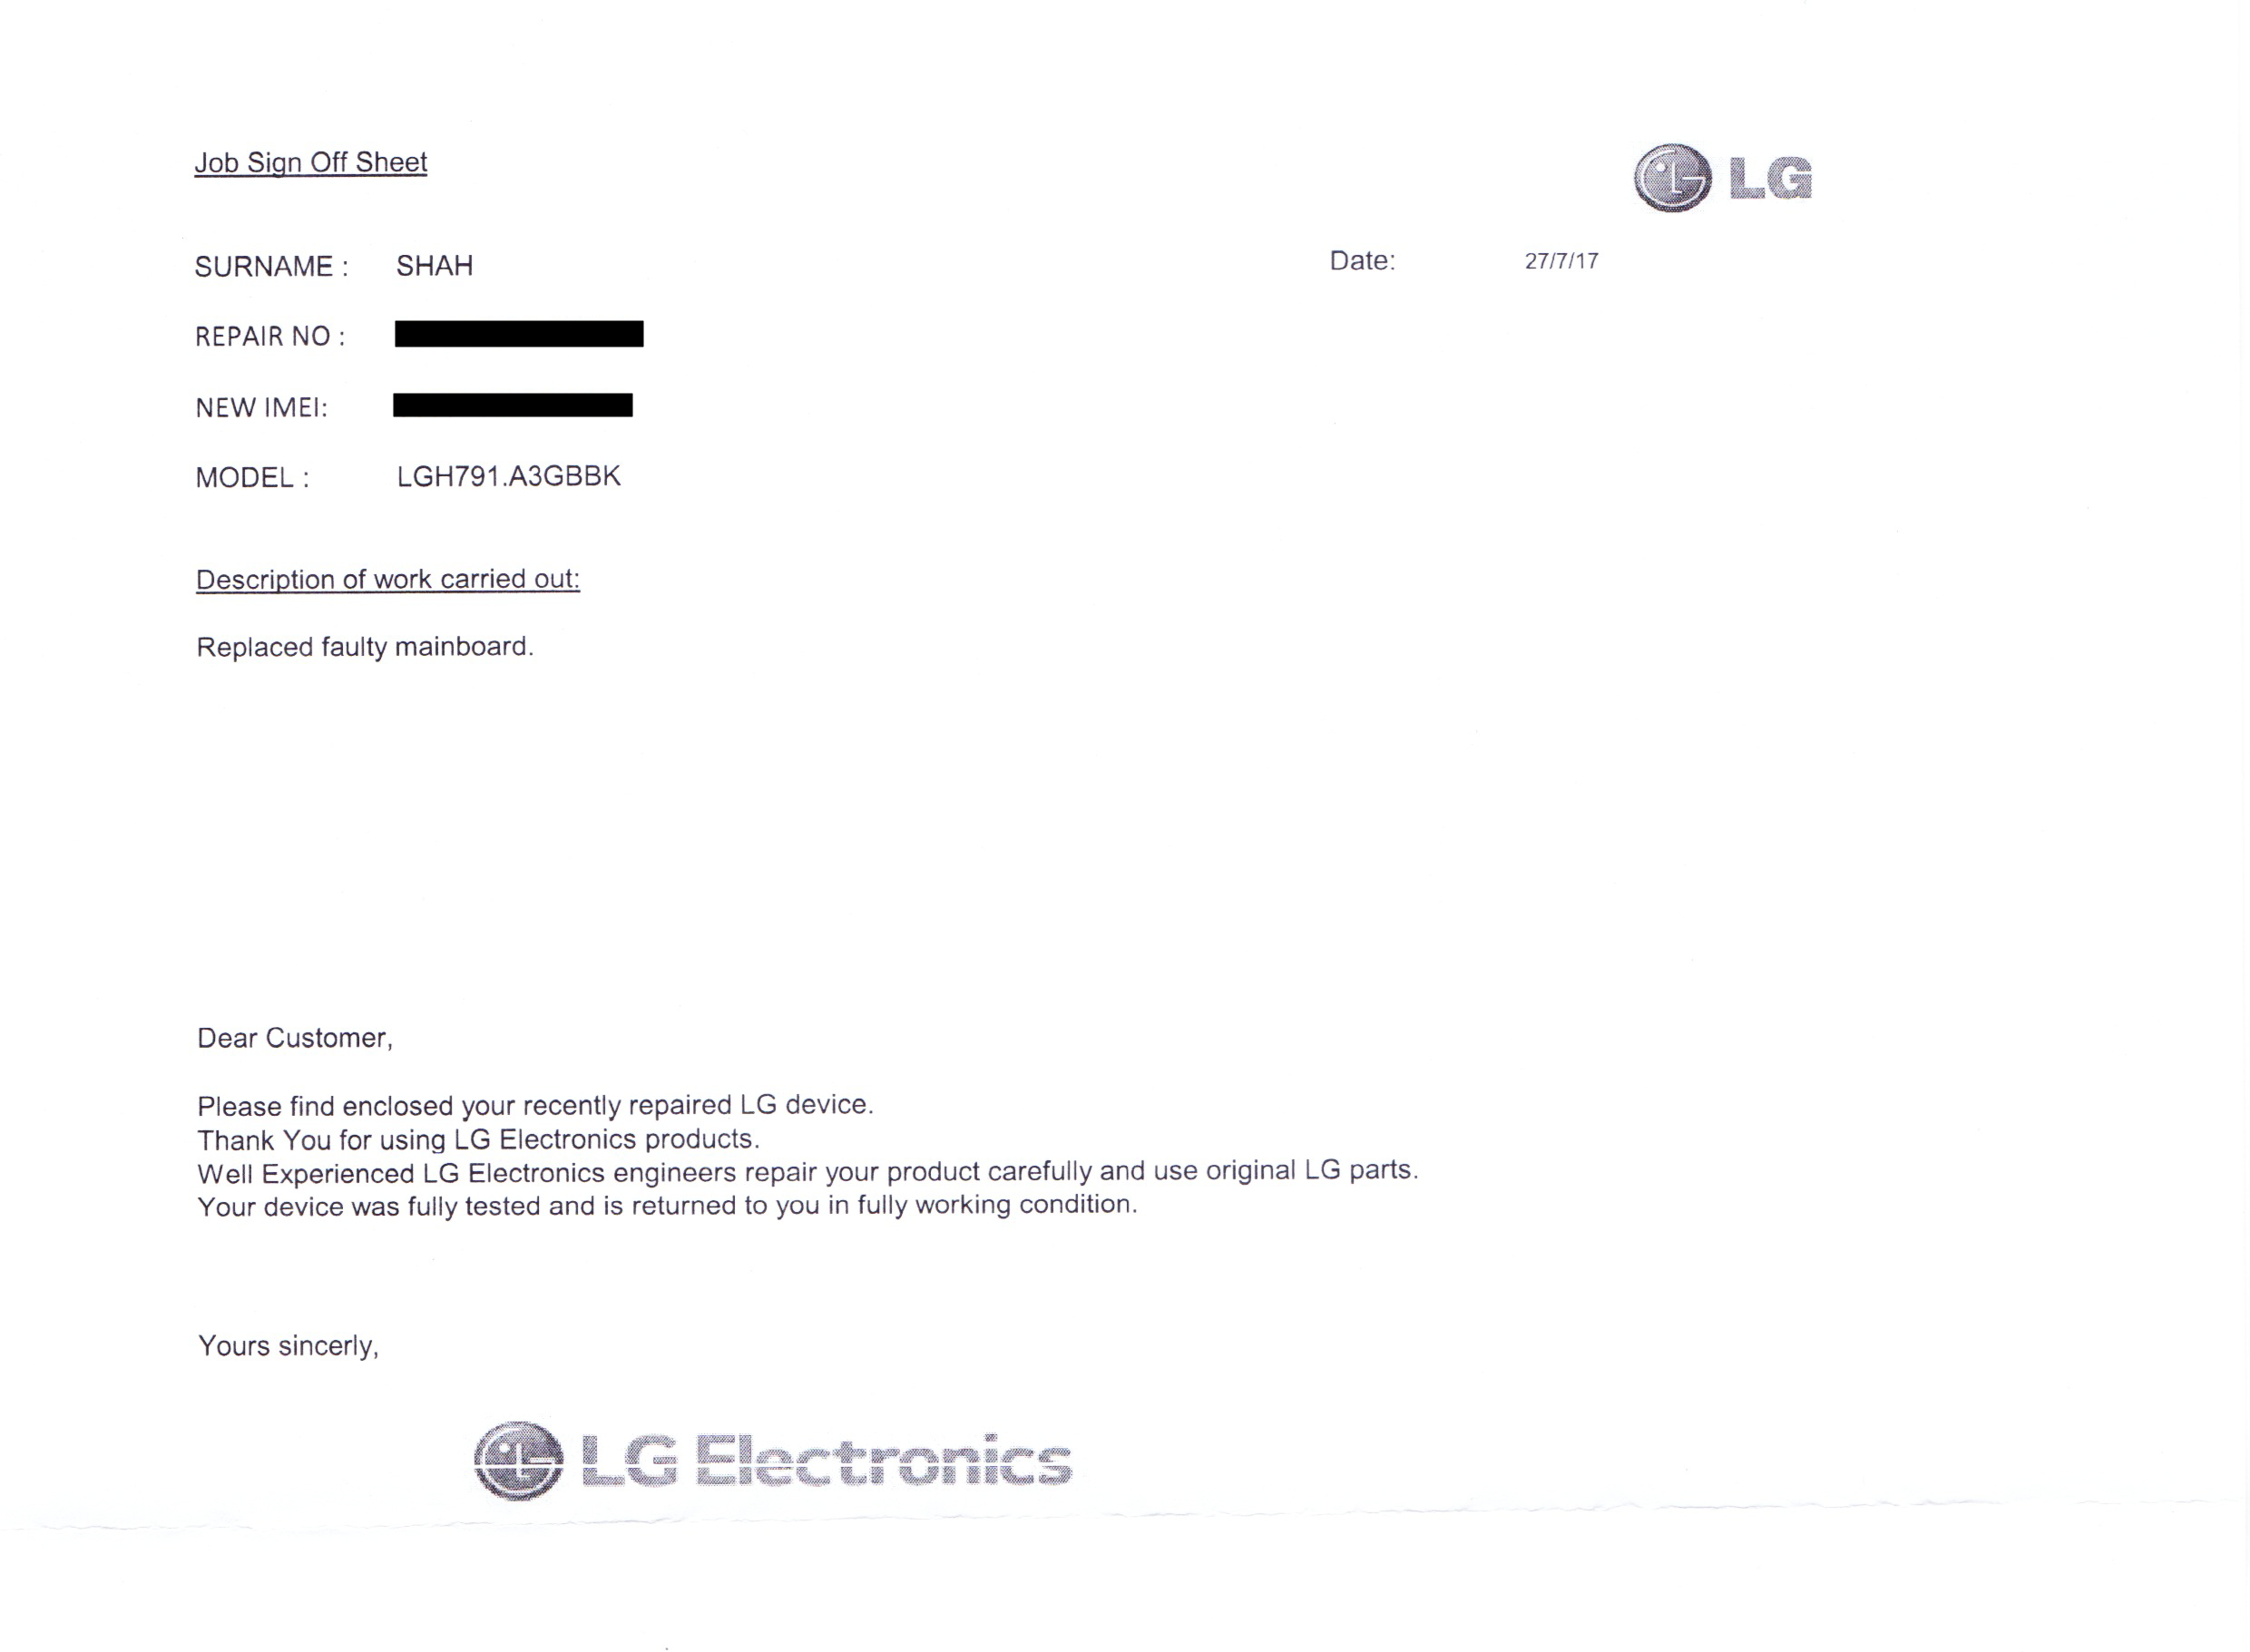 Job Sign Off Sheet
LG
SURNAME : SHAH
Date: 27/7/17
REPAIR NO :
NEW IMEI:
MODEL : LGH791.A3GBBK
Description of work carried out:
Replaced faulty mainboard.
Dear Customer,
Please find enclosed your recently repaired LG device.
Thank You for using LG Electronics products.
Well Experienced LG Electronics engineers repair your product carefully and use original LG parts.
Your device was fully tested and is returned to you in fully working condition.
Yours sincerely,
LG Electronics